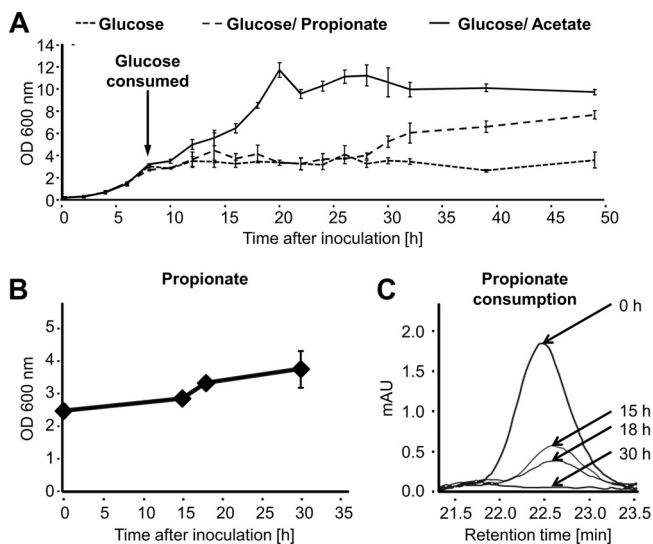 A
Glucose
Glucose/ Propionate
Glucose/ Acetate
Glucose
consumed
OD 600 nm
14
12
10
8
6
4
2
0
0 5 10 15 20 25 30 35 40 45 50
Time after inoculation [h]
B
Propionate
OD 600 nm
5
4
3
2
1
0
0 5 10 15 20 25 30 35
Time after inoculation [h]
C
Propionate
consumption
0 h
15 h
18 h
30 h
mAU
2.0
1.5
1.0
0.5
0.0
21.5 22.0 22.5 23.0 23.5
Retention time [min]